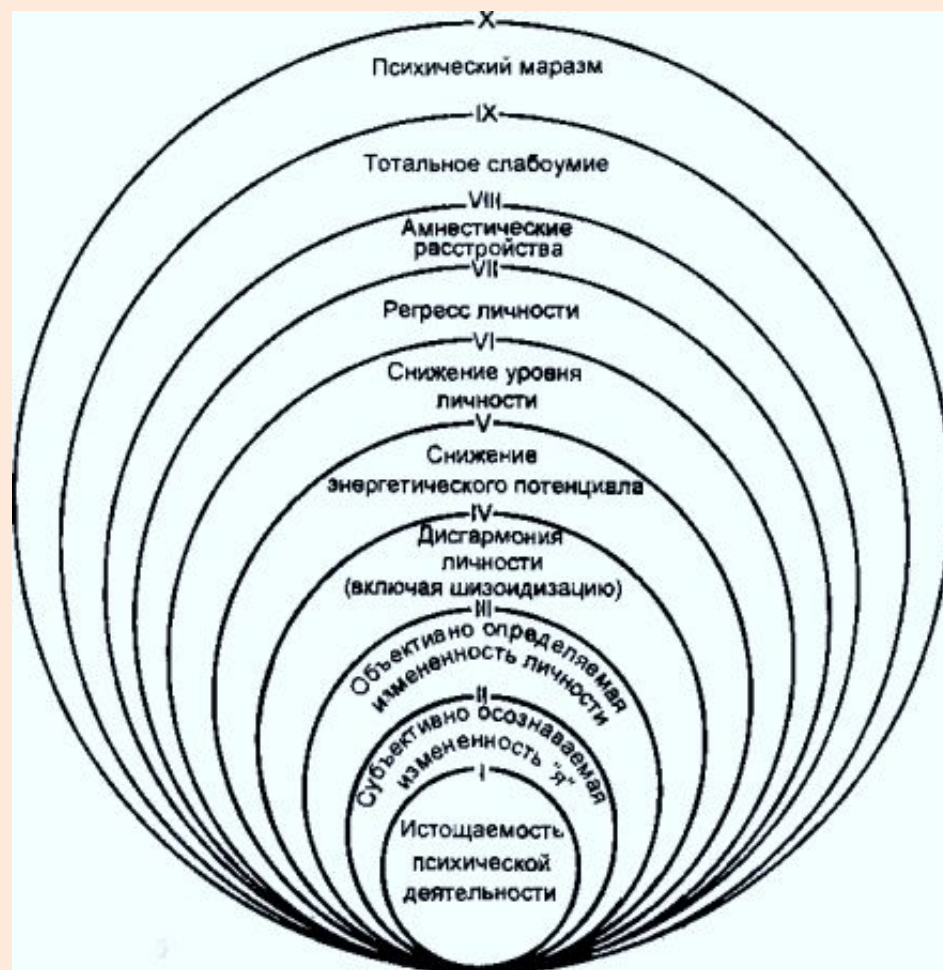 X
Психический маразм
IX
Тотальное слабоумие
VIII
Амнестические
расстройства
VII
Регресс личности
VI
Снижение уровня
личности
V
Снижение
энергетического потенциала
IV
Дисгармония
личности
(включая шизоидизацию)
III
Объективно определяемая
измененность личности
II
Субъективно осознаваемая
измененность "я"
I
Истощаемость
психической
деятельности